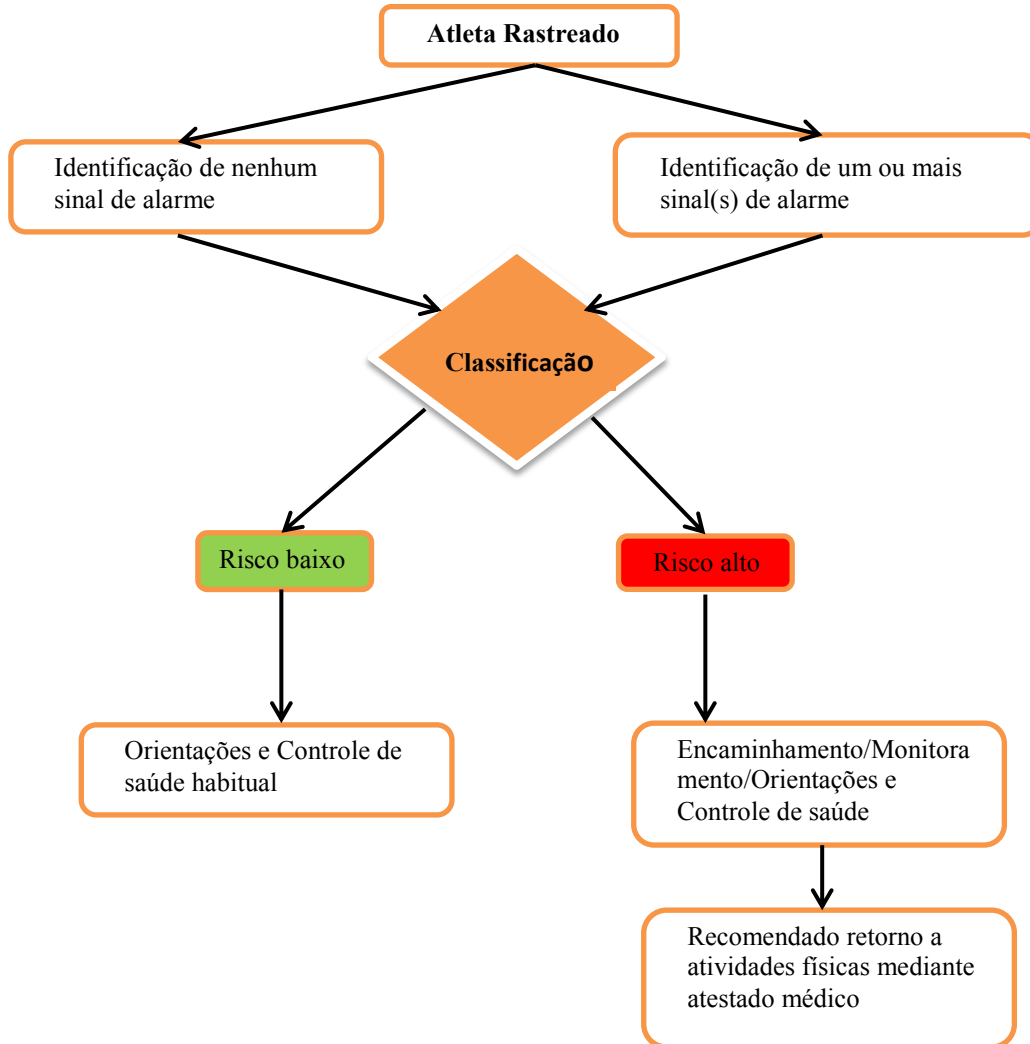 Atleta Rastreado
Identificação de nenhum
sinal de alarme
Identificação de um ou mais
sinal(s) de alarme
Classificação
Risco baixo
Risco alto
Orientações e Controle de
saúde habitual
Encaminhamento/Monitora
mento/Orientações e
Controle de saúde
Recomendado retorno a
atividades físicas mediante
atestado médico